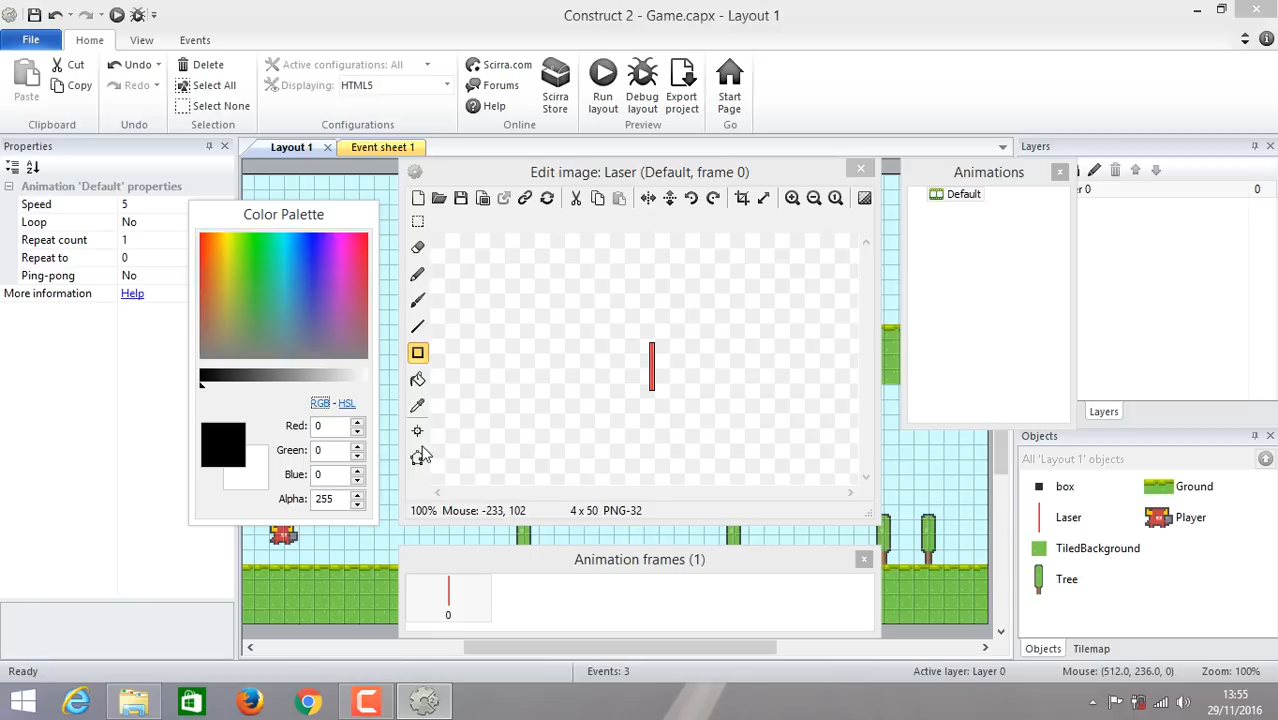 Construct 2 - Game.capx - Layout 1
File
Home
View
Events
Paste
Cut
Copy
Clipboard
Undo
Redo
Undo
Delete
Select All
Select None
Selection
Active configurations: All
Displaying: HTML5
Configurations
Scirra.com
Forums
Help
Scirra Store
Online
Run layout
Debug layout
Export project
Preview
Start Page
Go
Properties
Animation 'Default' properties
Speed 5
Loop No
Repeat count 1
Repeat to 0
Ping-pong No
More information Help
Layout 1
Event sheet 1
Color Palette
RGB - HSL
Red: 0
Green: 0
Blue: 0
Alpha: 255
Edit image: Laser (Default, frame 0)
100% Mouse: -233, 102 4 x 50 PNG-32
Animation frames (1)
0
Animations
Default
Layers
er 0 0
Layers
Objects
All 'Layout 1' objects
box
Ground
Laser
Player
TiledBackground
Tree
Objects
Tilemap
Ready
Events: 3
Active layer: Layer 0
Mouse: (512.0, 236.0, 0)
Zoom: 100%
13:55
29/11/2016